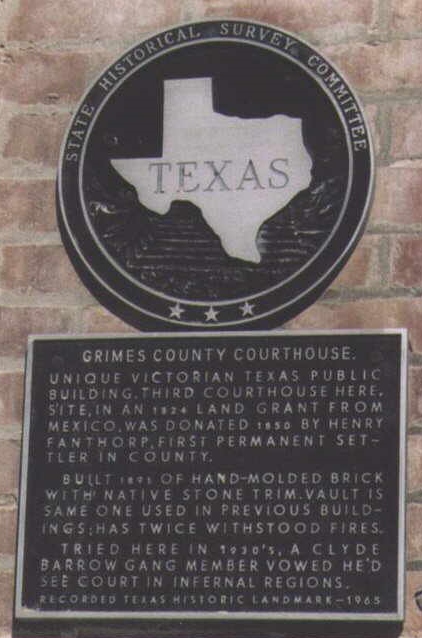 STATE HISTORICAL SURVEY COMMITTEE
TEXAS
GRIMES COUNTY COURTHOUSE.
UNIQUE VICTORIAN TEXAS PUBLIC
BUILDING. THIRD COURTHOUSE HERE.
SITE, IN AN 1824 LAND GRANT FROM
MEXICO, WAS DONATED 1850 BY HENRY
FANTHORP, FIRST PERMANENT SET-
TLER IN COUNTY.
BUILT 1891 OF HAND-MOLDED BRICK
WITH NATIVE STONE TRIM. VAULT IS
SAME ONE USED IN PREVIOUS BUILD-
INGS; HAS TWICE WITHSTOOD FIRES.
TRIED HERE IN 1930'S, A CLYDE
BARROW GANG MEMBER VOWED HE'D
SEE COURT IN INFERNAL REGIONS.
RECORDED TEXAS HISTORIC LANDMARK-1965